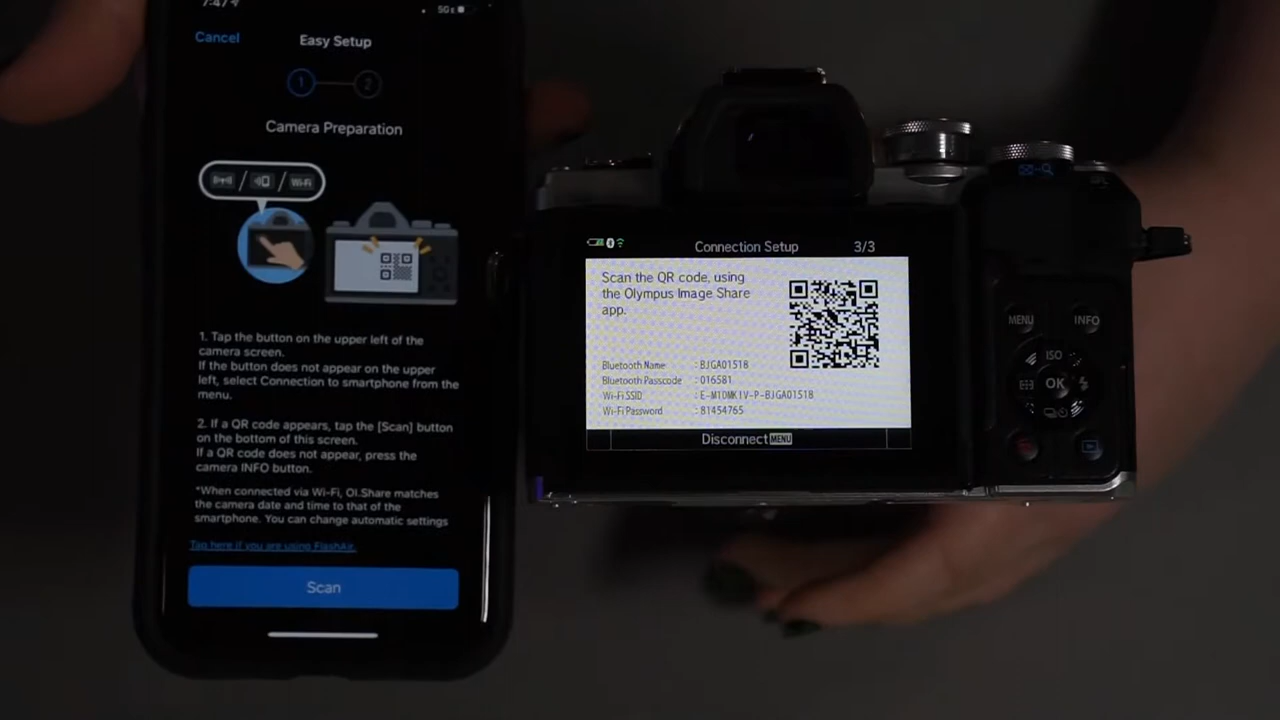 7:47
5G
Cancel
Easy Setup
1
2
Camera Preparation
Wi-Fi
1. Tap the button on the upper left of the
camera screen.
If the button does not appear on the upper
left, select Connection to smartphone from the
menu.
2. If a QR code appears, tap the [Scan] button
on the bottom of this screen.
If a QR code does not appear, press the
camera INFO button.
*When connected via Wi-Fi, OI.Share matches
the camera date and time to that of the
smartphone. You can change automatic settings
Tap here if you are using FlashAir.
Scan
Connection Setup 3/3
Scan the QR code, using
the Olympus Image Share
app.
Bluetooth Name : BJGA01518
Bluetooth Passcode : 016581
Wi-Fi SSID : E-M10MKIV-P-BJGA01518
Wi-Fi Password : 81454765
Disconnect MENU
MENU
INFO
ISO
OK